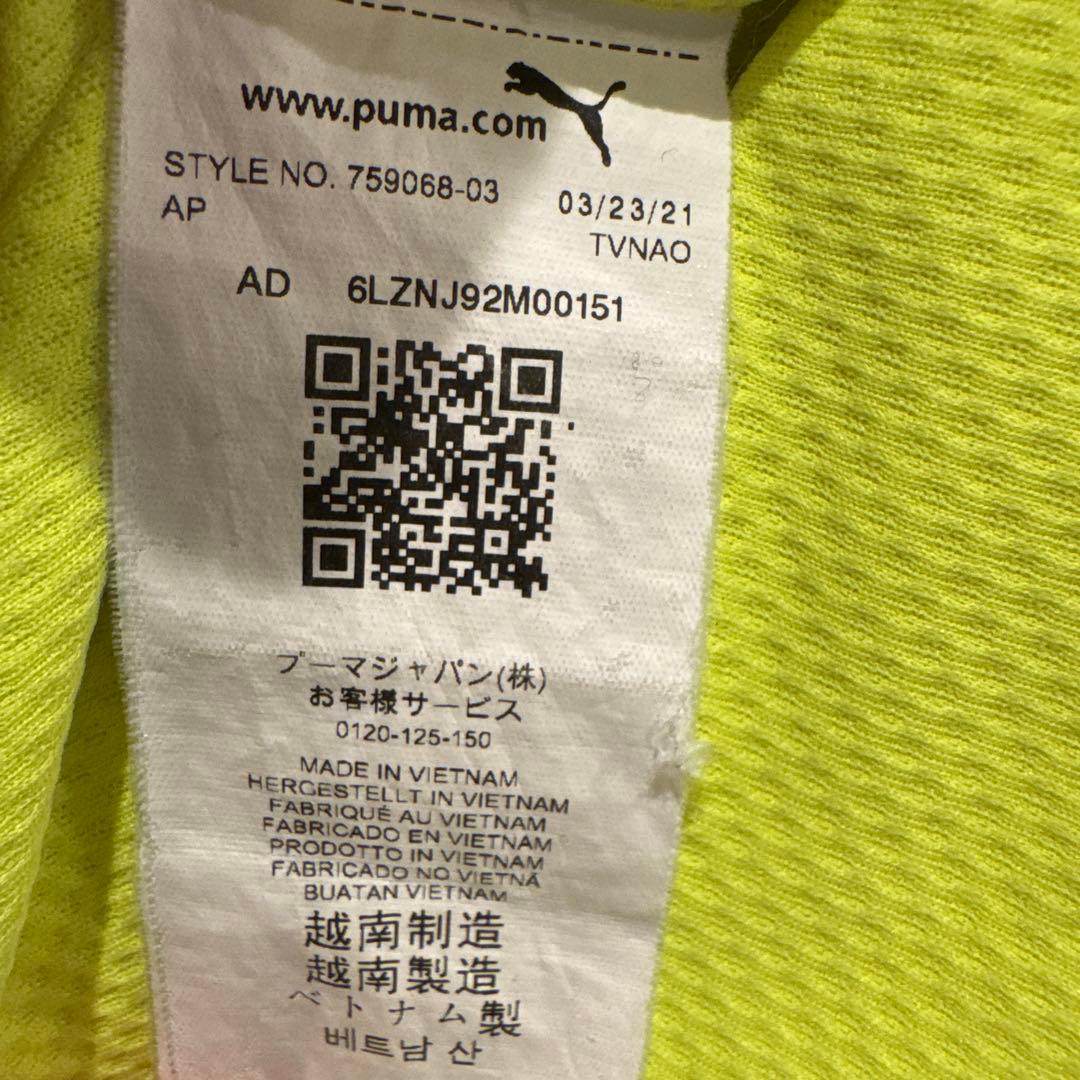 www.puma.com
STYLE NO. 759068-03
03/23/21
AP
TVNAO
AD 6LZNJ92M00151
プーマジャパン(株)
お客様サービス
0120-125-150
MADE IN VIETNAM
HERGESTELLT IN VIETNAM
FABRIQUÉ AU VIETNAM
FABRICADO EN VIETNAM
PRODOTTO IN VIETNAM
FABRICADO NO VIETNÃ
BUATAN VIETNAM
越南制造
越南製造
ベトナム製
베트남 산